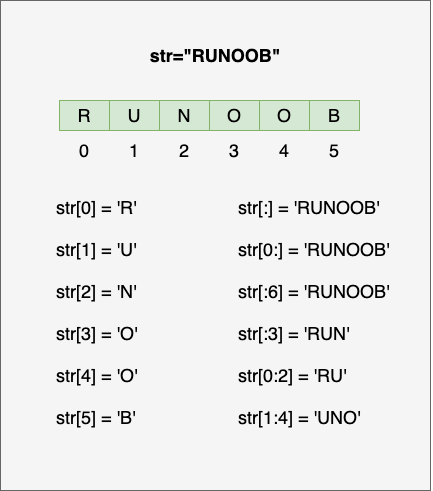 str="RUNOOB"
R U N O O B
0 1 2 3 4 5
str[0] = 'R' str[:] = 'RUNOOB'
str[1] = 'U' str[0:] = 'RUNOOB'
str[2] = 'N' str[:6] = 'RUNOOB'
str[3] = 'O' str[:3] = 'RUN'
str[4] = 'O' str[0:2] = 'RU'
str[5] = 'B' str[1:4] = 'UNO'